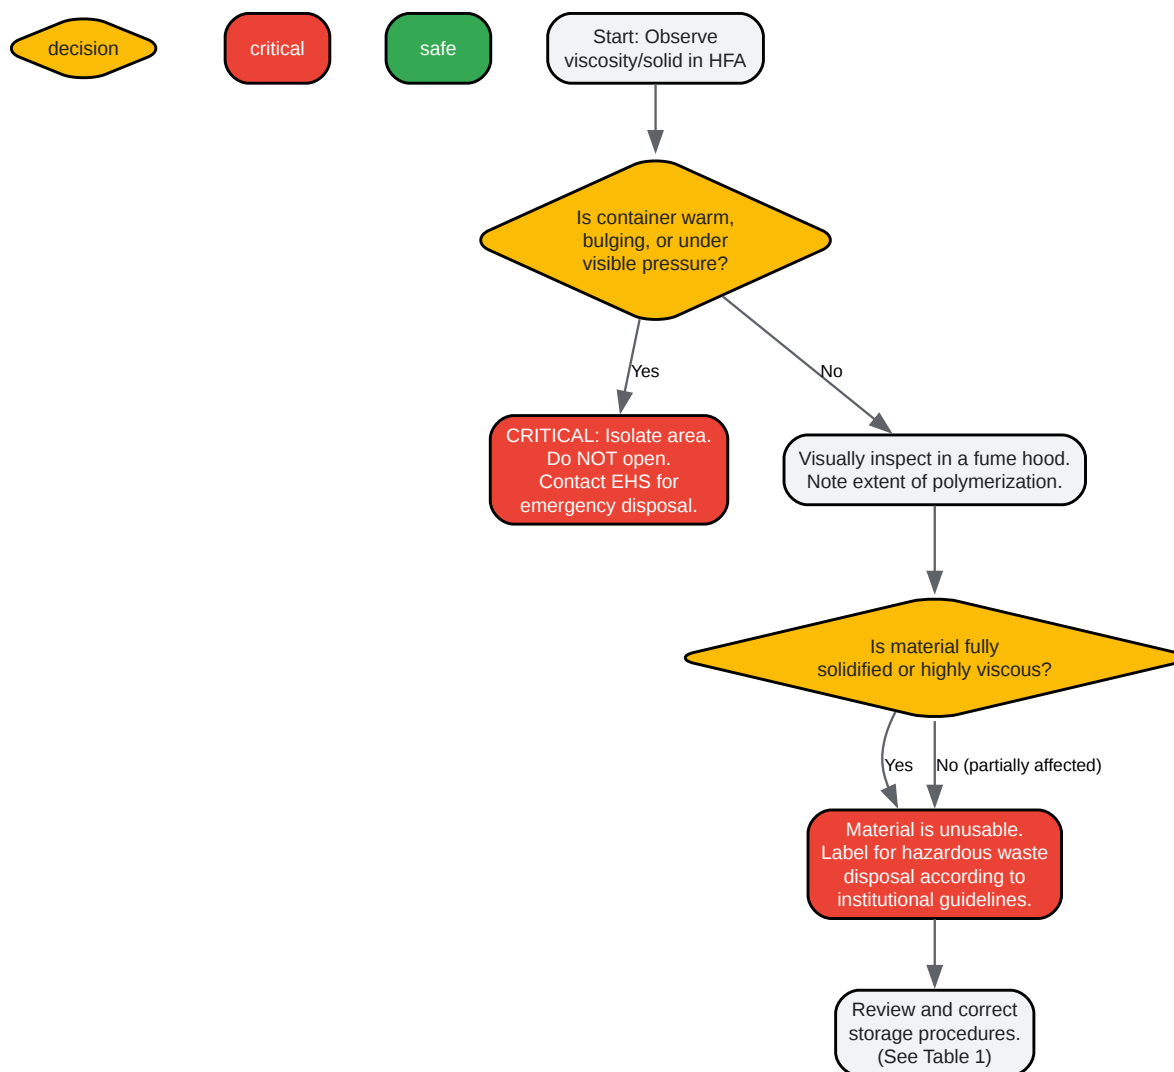 decision
critical
safe
Start: Observe
viscosity/solid in HFA
Is container warm,
bulging, or under
visible pressure?
Yes
No
CRITICAL: Isolate area.
Do NOT open.
Contact EHS for
emergency disposal.
Visually inspect in a fume hood.
Note extent of polymerization.
Is material fully
solidified or highly viscous?
Yes
No (partially affected)
Material is unusable.
Label for hazardous waste
disposal according to
institutional guidelines.
Review and correct
storage procedures.
(See Table 1)